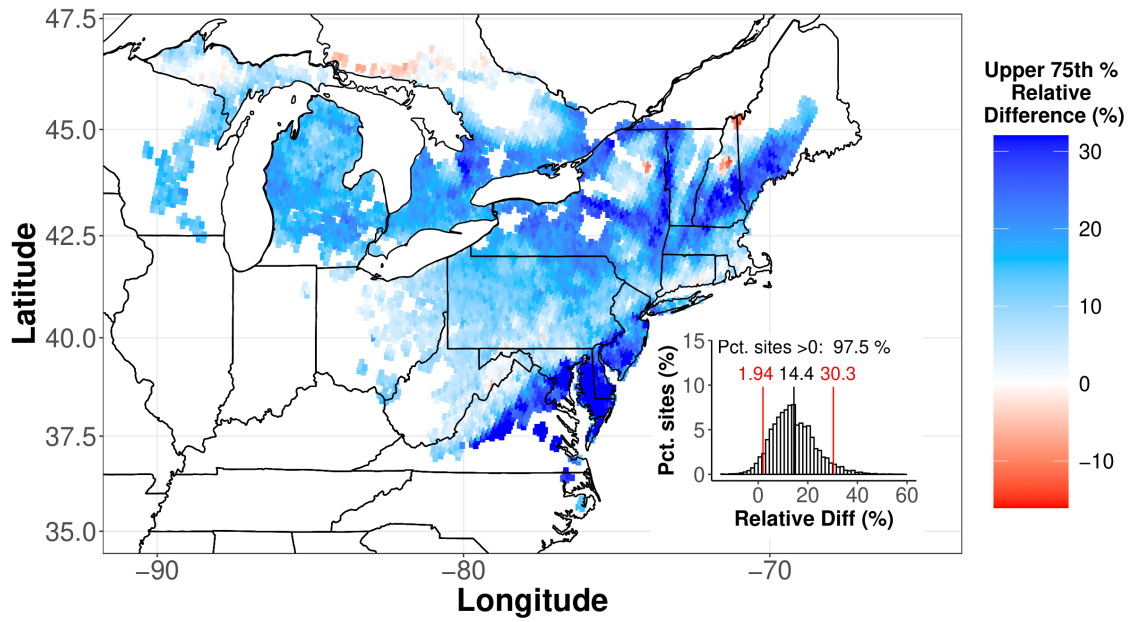 47.5
45.0
42.5
40.0
37.5
35.0
Latitude
−90
−80
−70
Longitude
Upper 75th %
Relative
Difference (%)
30
20
10
0
−10
15
10
5
0
Pct. sites (%)
Pct. sites >0: 97.5 %
1.94 14.4 30.3
0
20
40
60
Relative Diff (%)